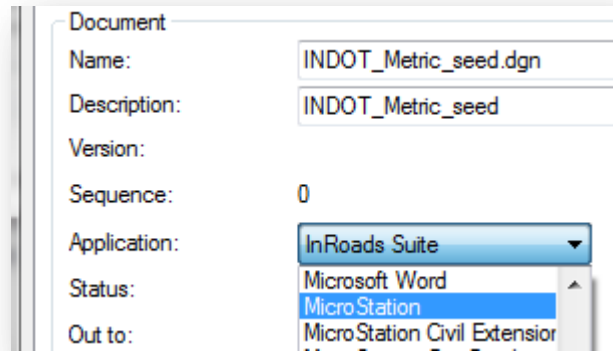 Document
Name: INDOT_Metric_seed.dgn
Description: INDOT_Metric_seed
Version:
Sequence: 0
Application: InRoads Suite
Microsoft Word
Status:
MicroStation
Out to: MicroStation Civil Extension